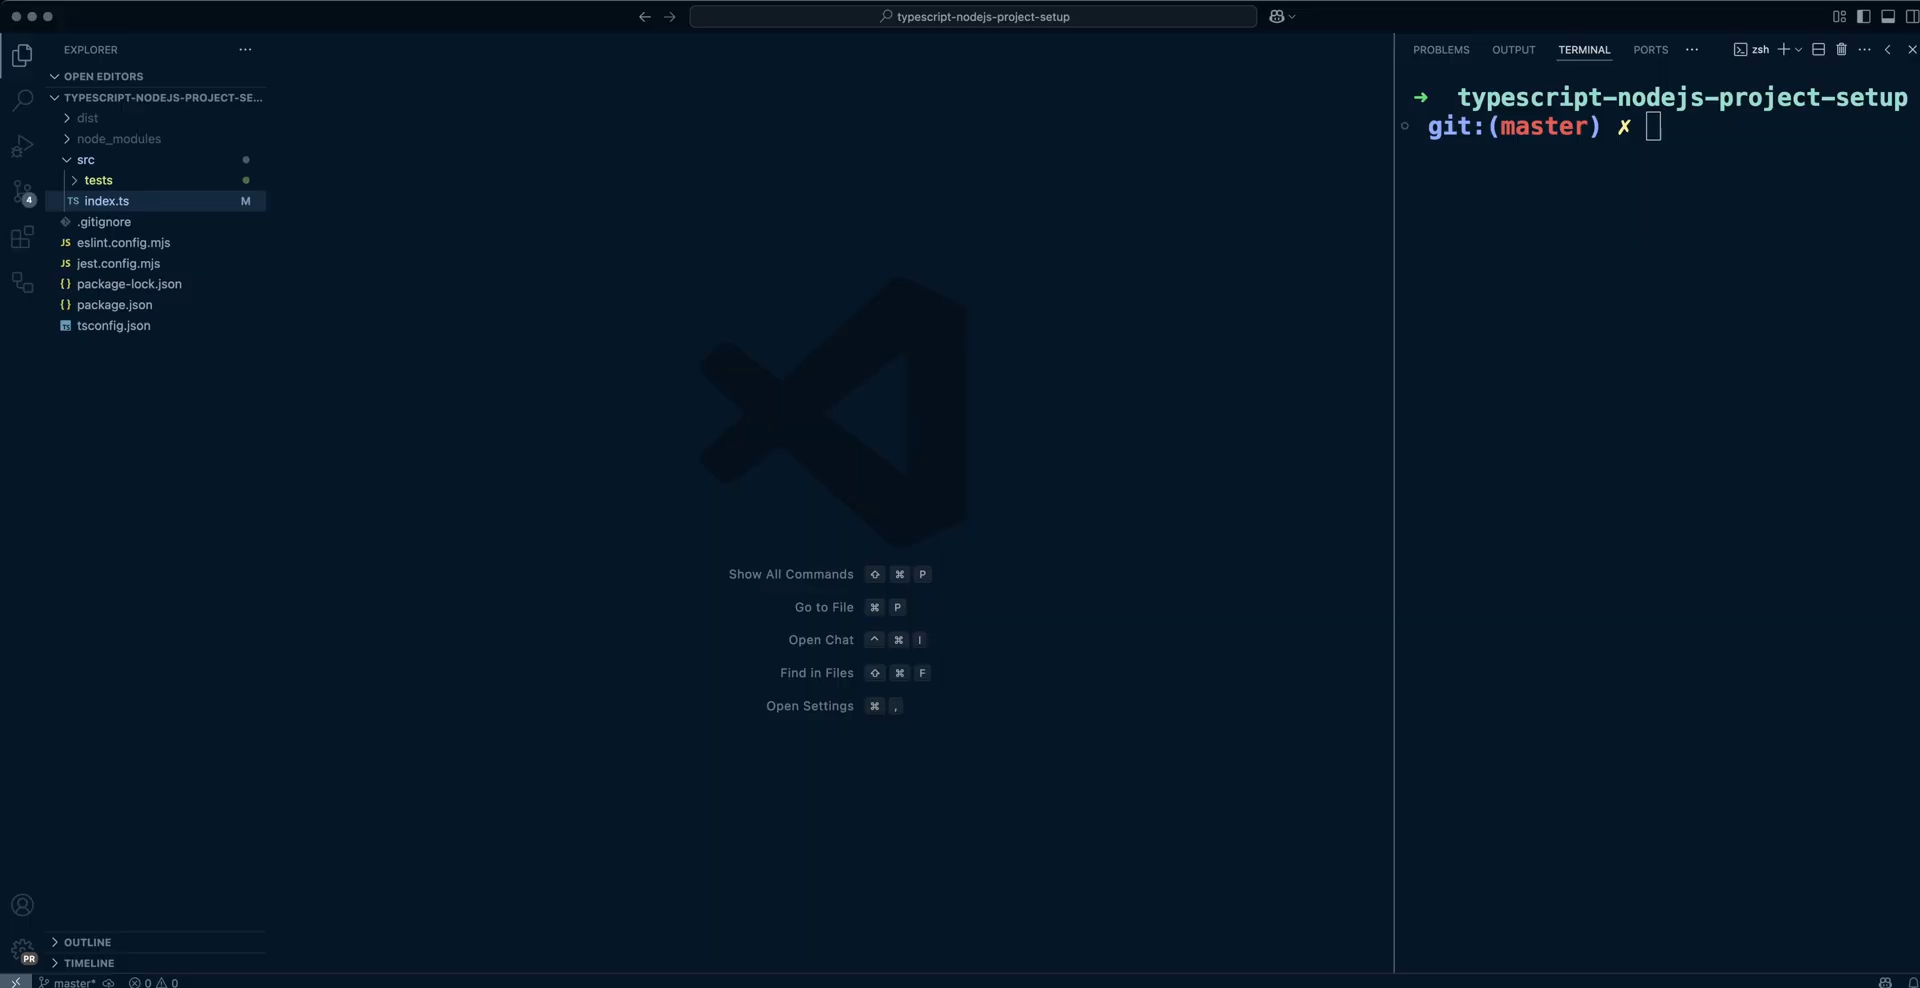 typescript-nodejs-project-setup
EXPLORER
OPEN EDITORS
TYPESCRIPT-NODEJS-PROJECT-SE...
dist
node_modules
src
tests
TS index.ts M
.gitignore
JS eslint.config.mjs
JS jest.config.mjs
{} package-lock.json
{} package.json
TS tsconfig.json
4
Show All Commands ⇧ ⌘ P
Go to File ⌘ P
Open Chat ^ ⌘ I
Find in Files ⇧ ⌘ F
Open Settings ⌘ ,
PROBLEMS OUTPUT TERMINAL PORTS ··· zsh
→ typescript-nodejs-project-setup
git:(master) ✗
OUTLINE
PR
TIMELINE
master* 0 0